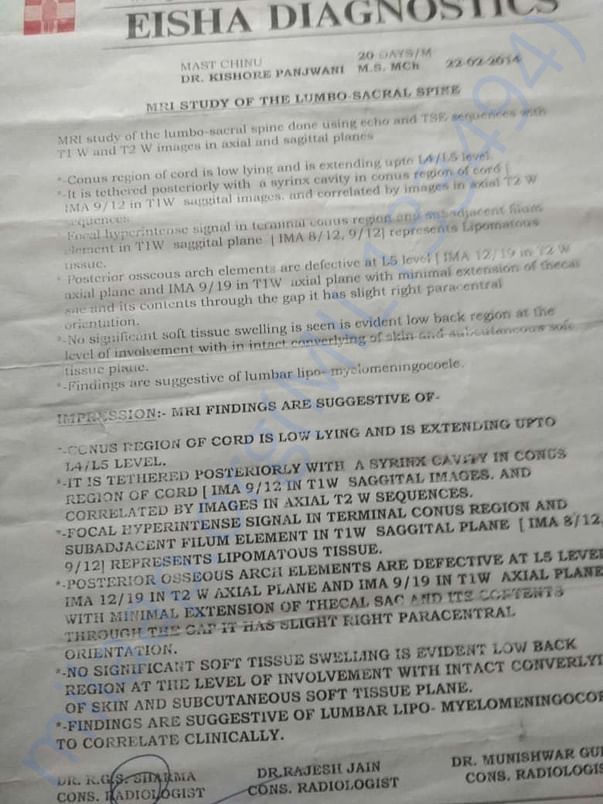 EISHA DIAGNOSTICS
MAST CHINU 20 DAYS/M
DR. KISHORE PANJWANI M.S. MCh 22-02-2014
MRI STUDY OF THE LUMBO-SACRAL SPINE
MRI study of the lumbo-sacral spine done using echo and TSE sequences with
T1 W and T2 W images in axial and sagittal planes
*-Conus region of cord is low lying and is extending upto L4/L5 level.
*-It is tethered posteriorly with a syrinx cavity in conus region of cord [
IMA 9/12 in T1W saggital images. and correlated by images in axial T2 W
sequences.
Focal hyperintense signal in terminal conus region and subadjacent filum
element in T1W saggital plane [ IMA 8/12, 9/12] represents Lipomatous
tissue.
* Posterior osseous arch elements are defective at L5 level [ IMA 12/19 in T2 W
axial plane and IMA 9/19 in T1W axial plane with minimal extension of thecal
sac and its contents through the gap it has slight right paracentral
orientation.
*-No significant soft tissue swelling is seen is evident low back region at the
level of involvement with in intact converlying of skin and subcutaneous soft
tissue plane.
*-Findings are suggestive of lumbar lipo- myelomeningocoele.
IMPRESSION:- MRI FINDINGS ARE SUGGESTIVE OF-
*-CONUS REGION OF CORD IS LOW LYING AND IS EXTENDING UPTO
L4/L5 LEVEL.
*-IT IS TETHERED POSTERIORLY WITH A SYRINX CAVITY IN CONUS
REGION OF CORD [ IMA 9/12 IN T1W SAGGITAL IMAGES. AND
CORRELATED BY IMAGES IN AXIAL T2 W SEQUENCES.
*-FOCAL HYPERINTENSE SIGNAL IN TERMINAL CONUS REGION AND
SUBADJACENT FILUM ELEMENT IN T1W SAGGITAL PLANE [ IMA 8/12,
9/12] REPRESENTS LIPOMATOUS TISSUE.
*-POSTERIOR OSSEOUS ARCH ELEMENTS ARE DEFECTIVE AT L5 LEVEL
IMA 12/19 IN T2 W AXIAL PLANE AND IMA 9/19 IN T1W AXIAL PLANE
WITH MINIMAL EXTENSION OF THECAL SAC AND ITS CONTENTS
THROUGH THE GAP IT HAS SLIGHT RIGHT PARACENTRAL
ORIENTATION.
*-NO SIGNIFICANT SOFT TISSUE SWELLING IS EVIDENT LOW BACK
REGION AT THE LEVEL OF INVOLVEMENT WITH INTACT CONVERLYI
OF SKIN AND SUBCUTANEOUS SOFT TISSUE PLANE.
*-FINDINGS ARE SUGGESTIVE OF LUMBAR LIPO- MYELOMENINGOCOE
TO CORRELATE CLINICALLY.
DR. R.G.S. SHARMA DR.RAJESH JAIN DR. MUNISHWAR GU
CONS. RADIOLOGIST CONS. RADIOLOGIST CONS. RADIOLOGIS